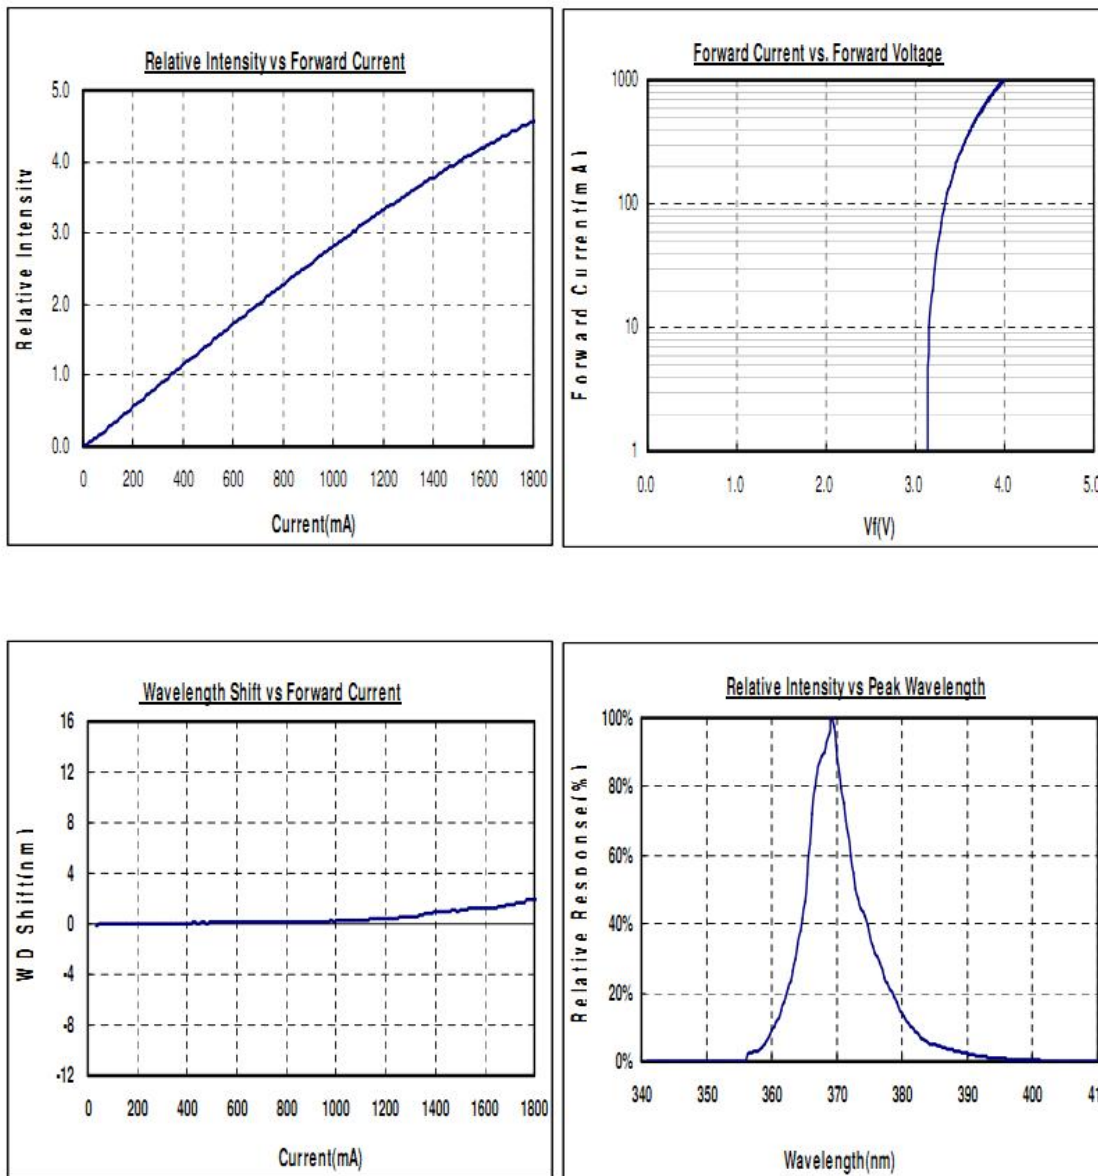 Relative Intensity vs Forward Current
5.0
4.0
3.0
2.0
1.0
0.0
Relative Intensity
0 200 400 600 800 1000 1200 1400 1600 1800
Current(mA)
Forward Current vs. Forward Voltage
1000
100
10
1
Forward Current(mA)
0.0 1.0 2.0 3.0 4.0 5.0
Vf(V)
Wavelength Shift vs Forward Current
16
12
8
4
0
-4
-8
-12
WD Shift(nm)
0 200 400 600 800 1000 1200 1400 1600 1800
Current(mA)
Relative Intensity vs Peak Wavelength
100%
80%
60%
40%
20%
0%
Relative Response(%)
340 350 360 370 380 390 400
Wavelength(nm)